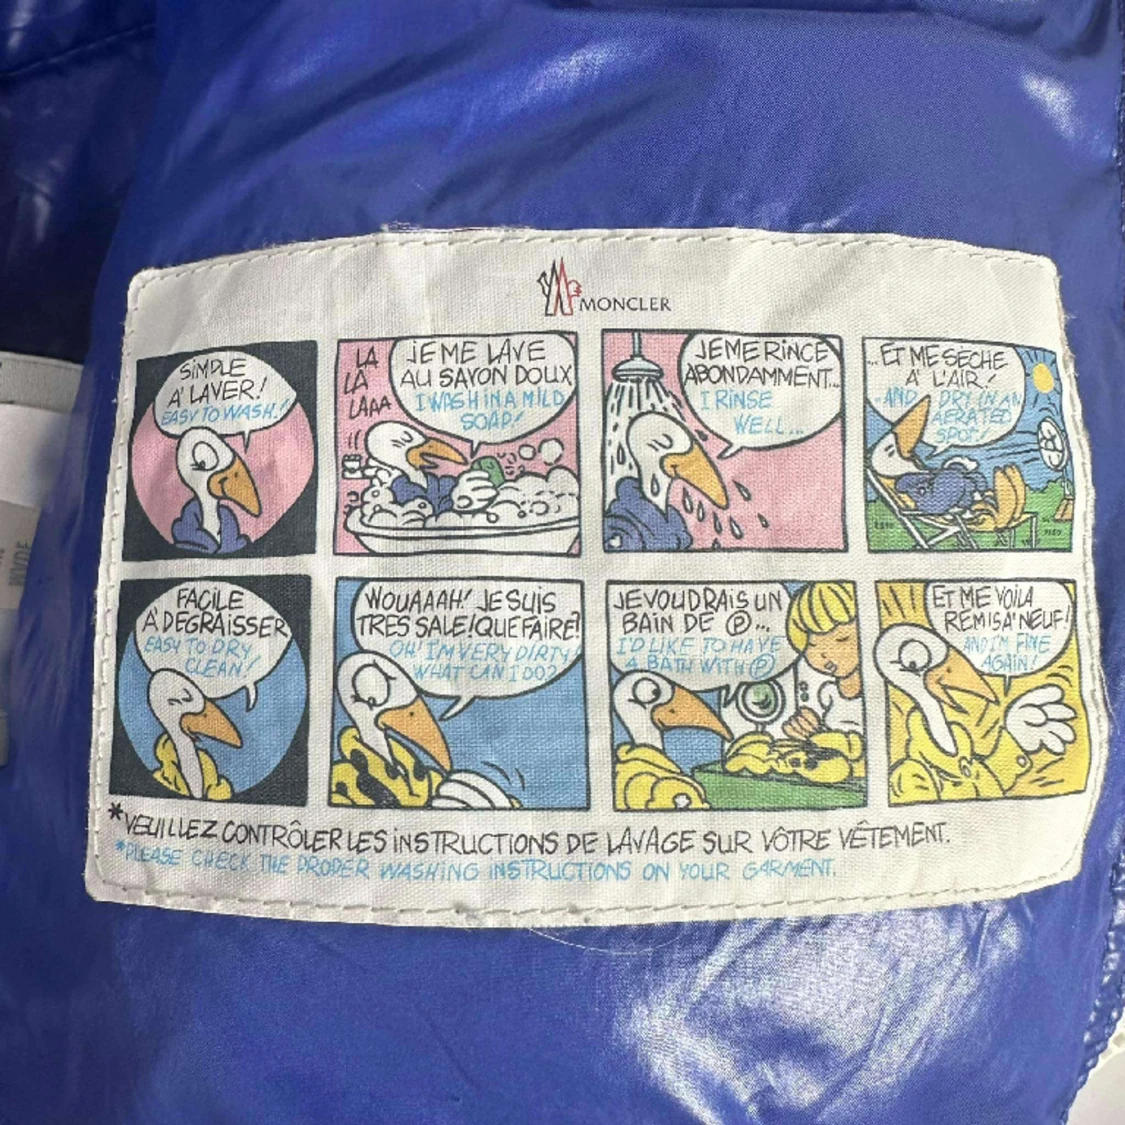 MONCLER
SIMPLE
À LAVER!
EASY TO WASH!
LA
LA
LAAA
JE ME LAVE
AU SAVON DOUX
I WASH IN A MILD
SOAP!
JE ME RINCE
ABONDAMMENT...
I RINSE
WELL...
...ET ME SÈCHE
À L'AIR!
AND DRY IN AN
AERATED
SPOT!
FACILE
À DÉGRAISSER
EASY TO DRY
CLEAN!
WOUAAAH! JE SUIS
TRES SALE! QUE FAIRE?
OH! I'M VERY DIRTY!
WHAT CAN I DO?
JE VOUDRAIS UN
BAIN DE Ⓟ...
I'D LIKE TO HAVE
A BATH WITH Ⓟ
ET ME VOILA
REMIS À NEUF!
AND I'M FINE
AGAIN!
*VEUILLEZ CONTRÔLER LES INSTRUCTIONS DE LAVAGE SUR VÔTRE VÊTEMENT.
*PLEASE CHECK THE PROPER WASHING INSTRUCTIONS ON YOUR GARMENT.